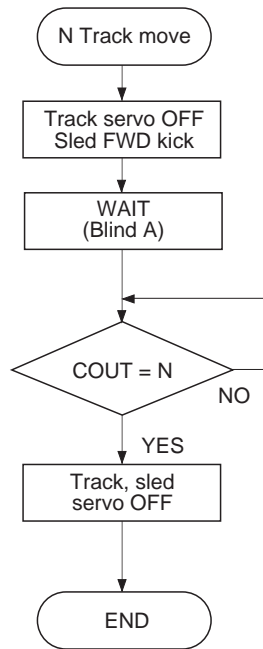 N Track move
Track servo OFF
Sled FWD kick
WAIT
(Blind A)
COUT = N
NO
YES
Track, sled
servo OFF
END